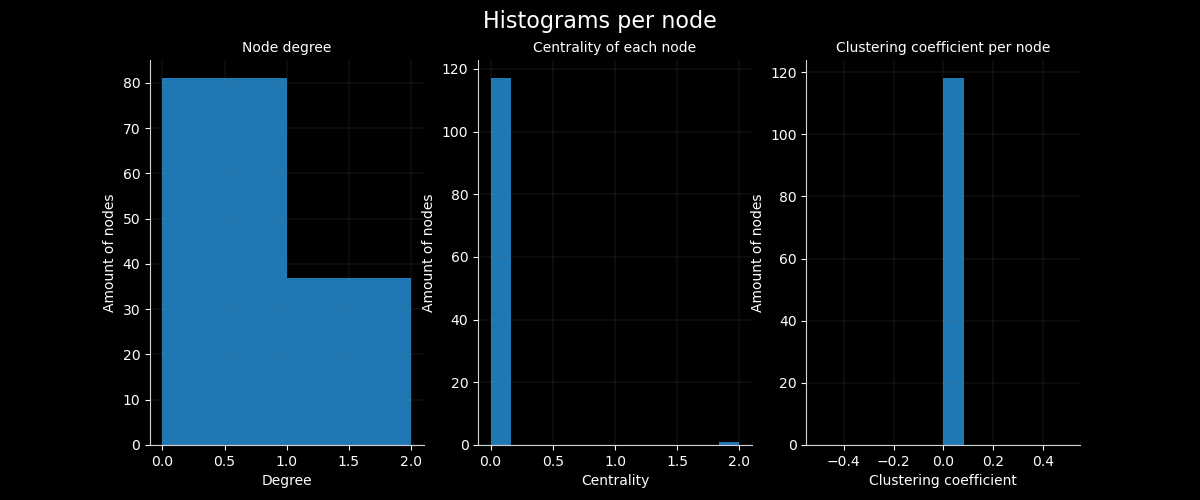 Histograms per node
Node degree
Amount of nodes
80
70
60
50
40
30
20
10
0
0.0 0.5 1.0 1.5 2.0
Degree
Centrality of each node
Amount of nodes
120
100
80
60
40
20
0
0.0 0.5 1.0 1.5 2.0
Centrality
Clustering coefficient per node
Amount of nodes
120
100
80
60
40
20
0
−0.4 −0.2 0.0 0.2 0.4
Clustering coefficient